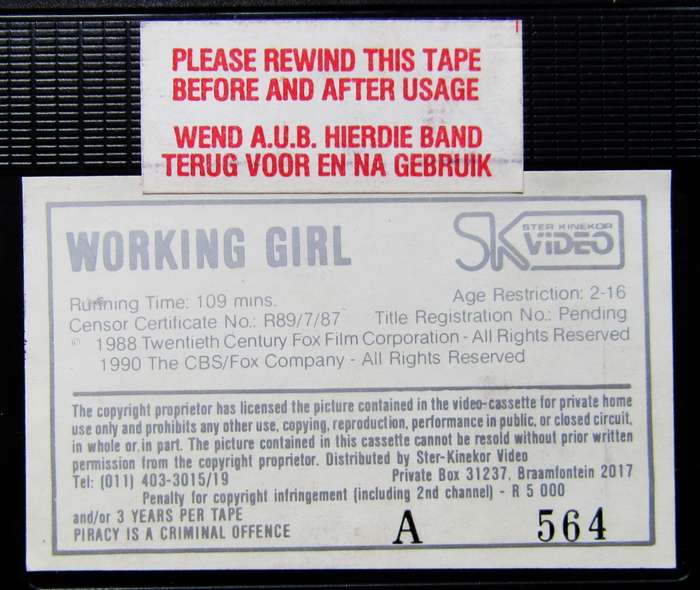 PLEASE REWIND THIS TAPE
BEFORE AND AFTER USAGE
WEND A.U.B. HIERDIE BAND
TERUG VOOR EN NA GEBRUIK
WORKING GIRL
SK STER KINEKOR VIDEO
Running Time: 109 mins. Age Restriction: 2-16
Censor Certificate No.: R89/7/87 Title Registration No.: Pending
© 1988 Twentieth Century Fox Film Corporation - All Rights Reserved
1990 The CBS/Fox Company - All Rights Reserved
The copyright proprietor has licensed the picture contained in the video-cassette for private home
use only and prohibits any other use, copying, reproduction, performance in public, or closed circuit,
in whole or in part. The picture contained in this cassette cannot be resold without prior written
permission from the copyright proprietor. Distributed by Ster-Kinekor Video
Tel: (011) 403-3015/19 Private Box 31237, Braamfontein 2017
Penalty for copyright infringement (including 2nd channel) - R 5 000
and/or 3 YEARS PER TAPE
PIRACY IS A CRIMINAL OFFENCE A 564